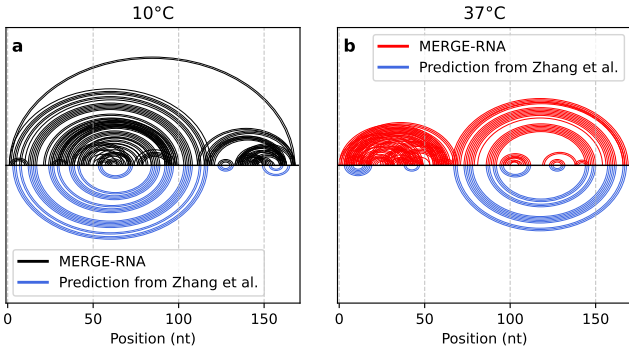 10°C
37°C
a
b
MERGE-RNA
Prediction from Zhang et al.
MERGE-RNA
Prediction from Zhang et al.
0 50 100 150
0 50 100 150
Position (nt)
Position (nt)